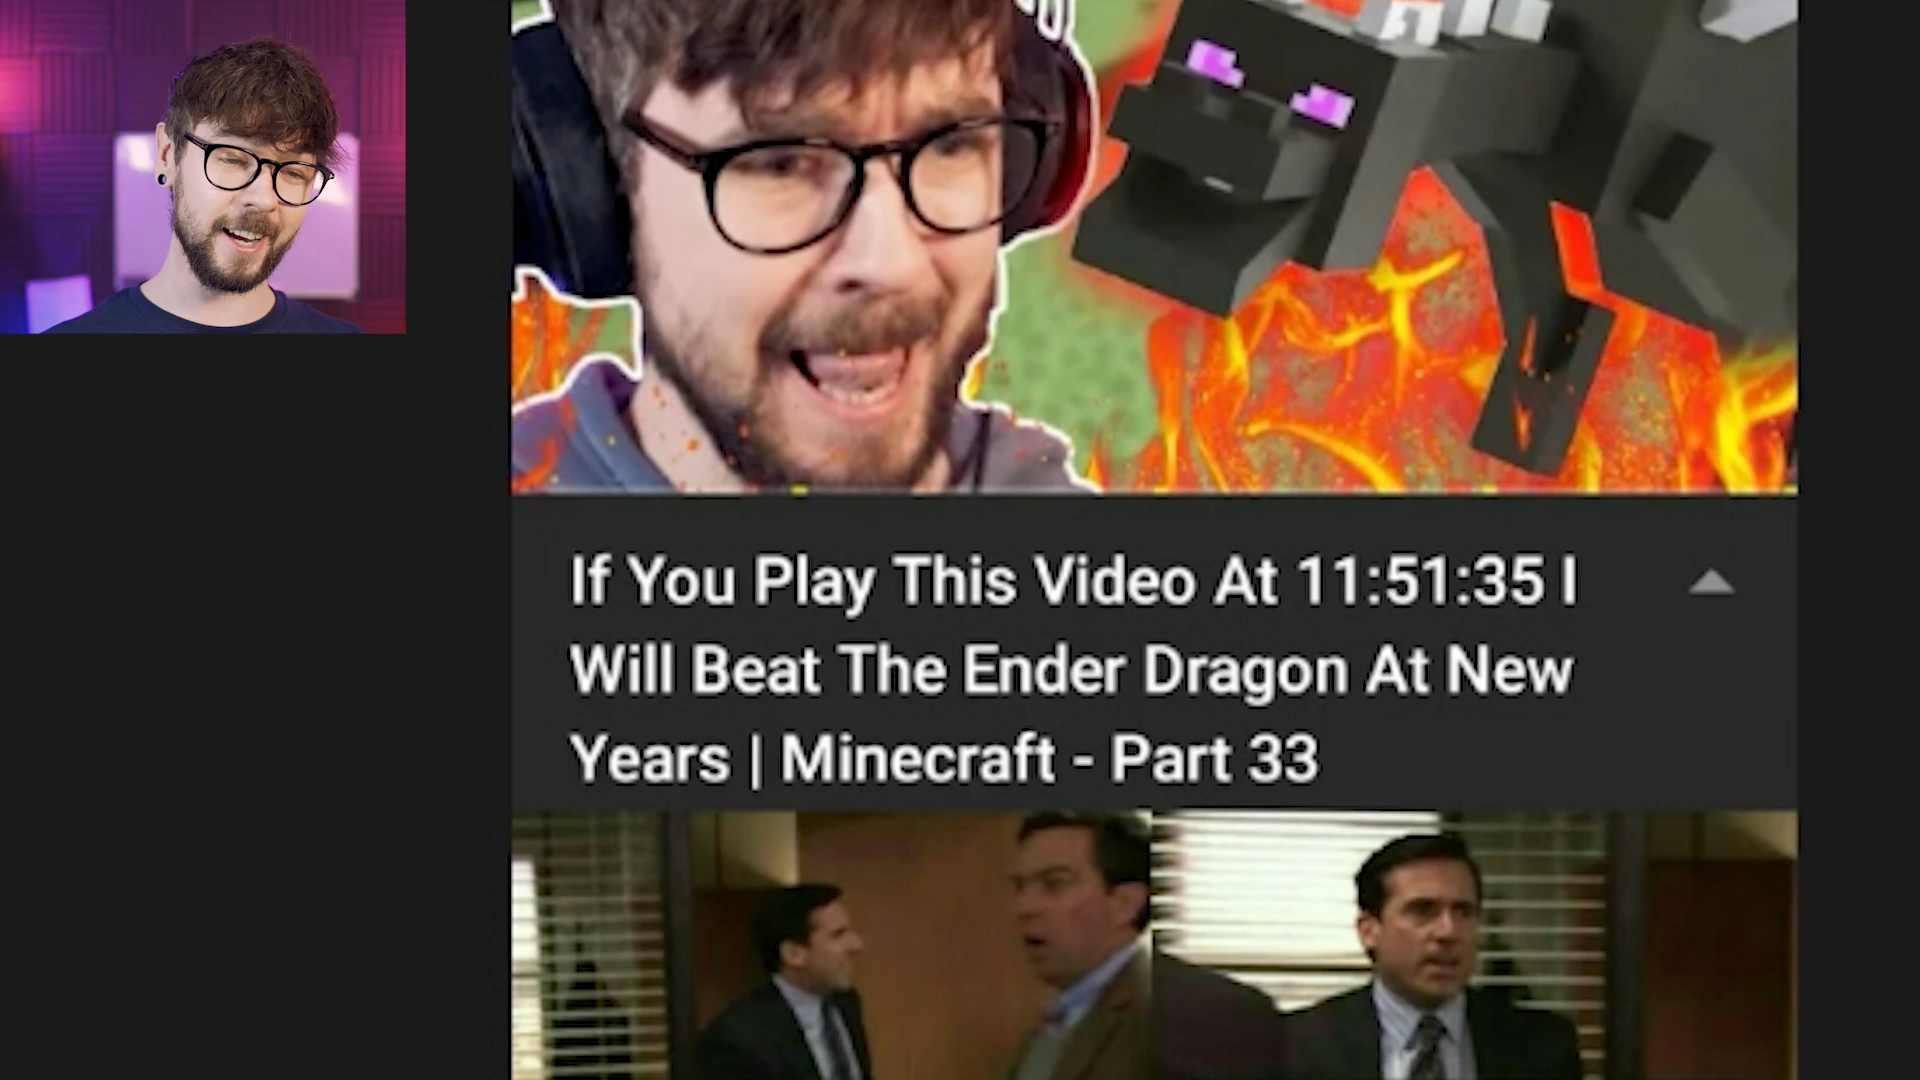 If You Play This Video At 11:51:35 I
Will Beat The Ender Dragon At New
Years | Minecraft - Part 33